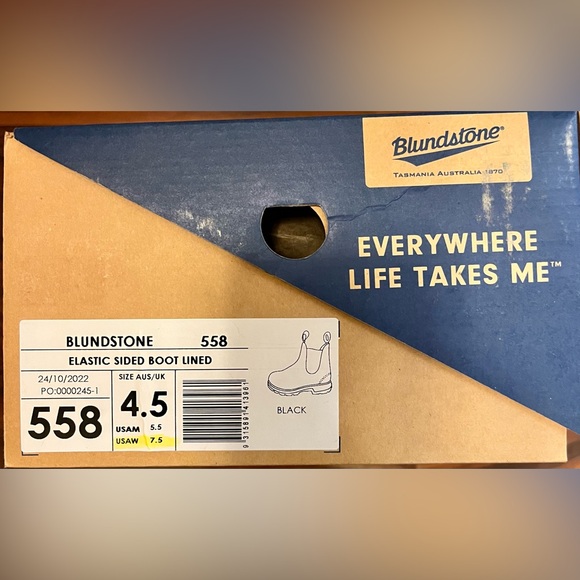 Blundstone®
TASMANIA AUSTRALIA 1870
EVERYWHERE
LIFE TAKES ME™
BLUNDSTONE 558
ELASTIC SIDED BOOT LINED
24/10/2022
PO:0000245-1
558
SIZE AUS/UK
4.5
USAM 5.5
USAW 7.5
9315891413961
BLACK